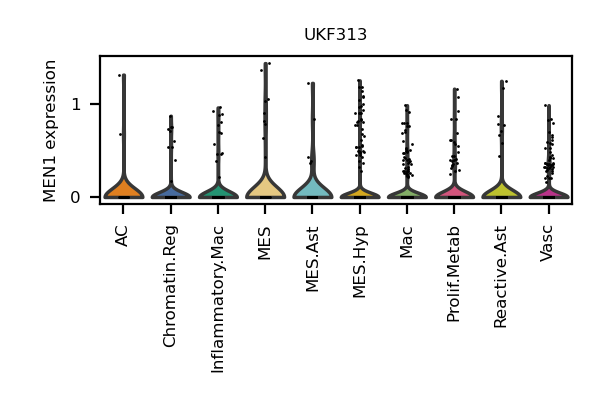 UKF313
MEN1 expression
1
0
AC
Chromatin.Reg
Inflammatory.Mac
MES
MES.Ast
MES.Hyp
Mac
Prolif.Metab
Reactive.Ast
Vasc